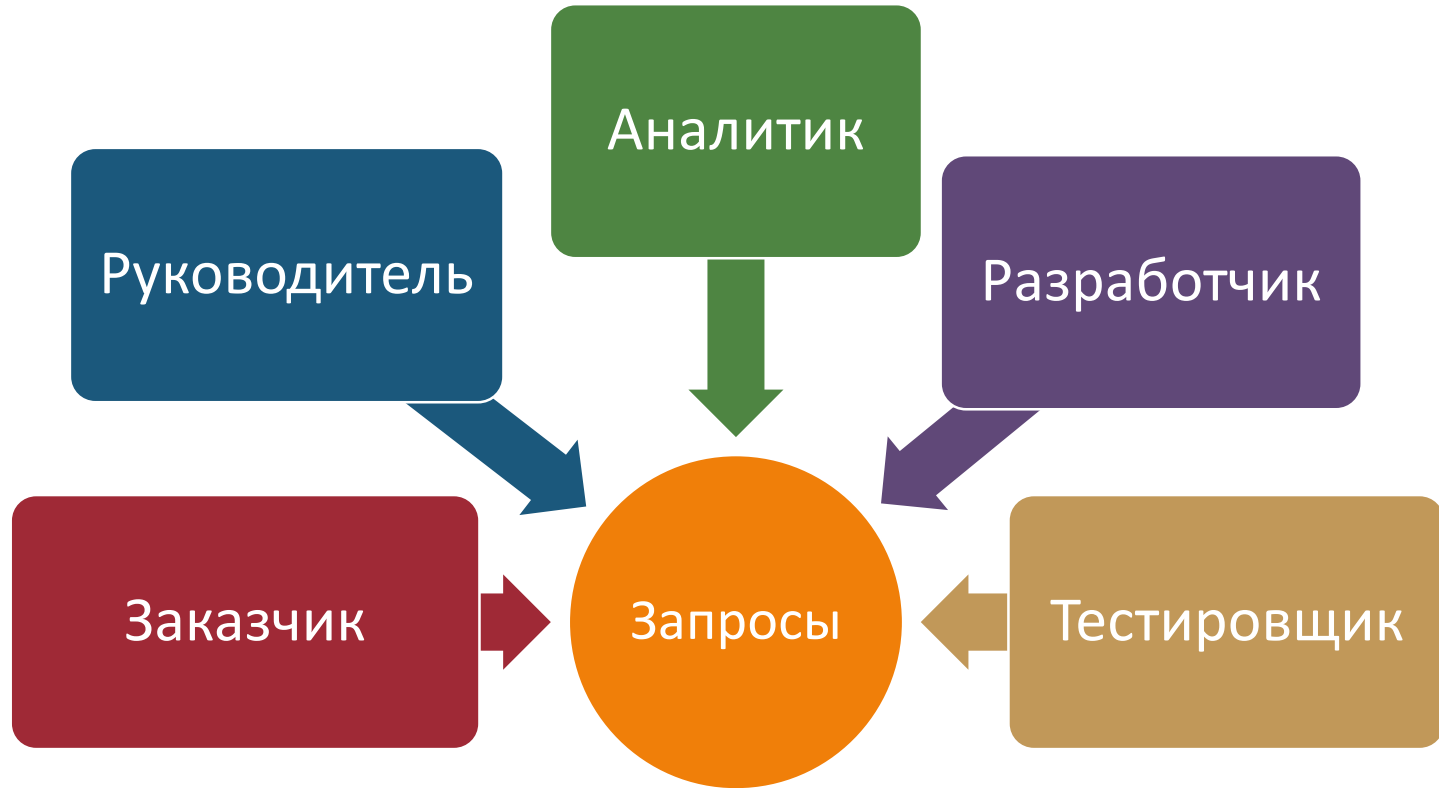 Аналитик
Руководитель
Разработчик
Заказчик
Запросы
Тестировщик